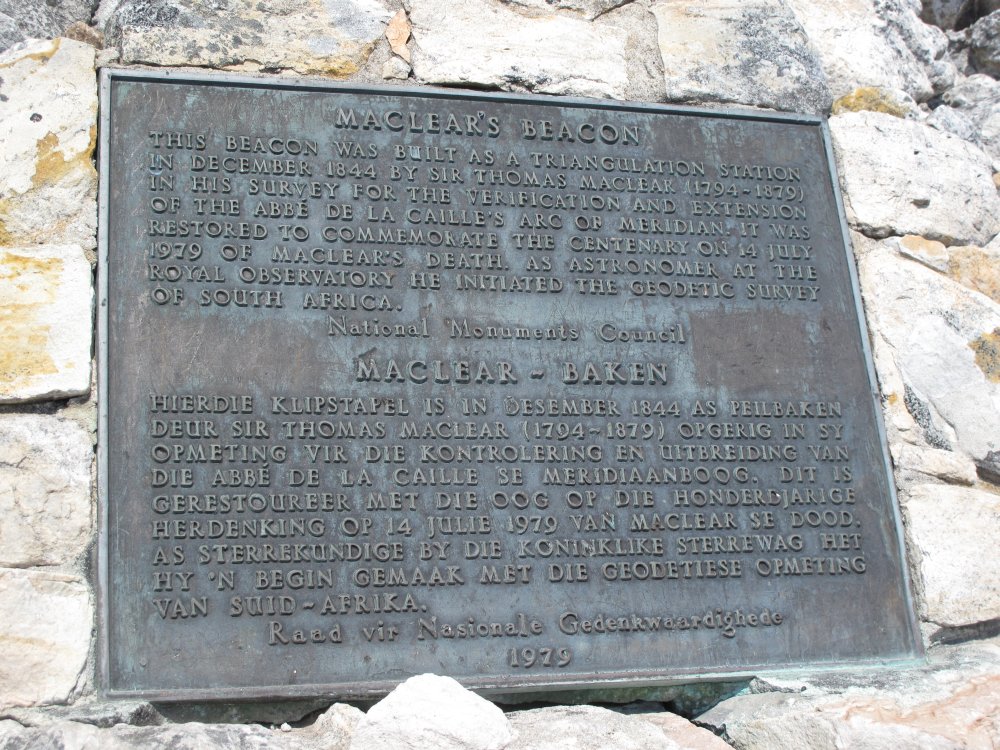 MACLEAR'S BEACON
THIS BEACON WAS BUILT AS A TRIANGULATION STATION
IN DECEMBER 1844 BY SIR THOMAS MACLEAR (1794-1879)
IN HIS SURVEY FOR THE VERIFICATION AND EXTENSION
OF THE ABBÉ DE LA CAILLE'S ARC OF MERIDIAN. IT WAS
RESTORED TO COMMEMORATE THE CENTENARY ON 14 JULY
1979 OF MACLEAR'S DEATH. AS ASTRONOMER AT THE
ROYAL OBSERVATORY HE INITIATED THE GEODETIC SURVEY
OF SOUTH AFRICA.
National Monuments Council
MACLEAR - BAKEN
HIERDIE KLIPSTAPEL IS IN DESEMBER 1844 AS PEILBAKEN
DEUR SIR THOMAS MACLEAR (1794-1879) OPGERIG IN SY
OPMETING VIR DIE KONTROLERING EN UITBREIDING VAN
DIE ABBÉ DE LA CAILLE SE MERIDIAANBOOG. DIT IS
GERESTOUREER MET DIE OOG OP DIE HONDERDJARIGE
HERDENKING OP 14 JULIE 1979 VAN MACLEAR SE DOOD.
AS STERREKUNDIGE BY DIE KONINKLIKE STERREWAG HET
HY 'N BEGIN GEMAAK MET DIE GEODETIESE OPMETING
VAN SUID-AFRIKA.
Raad vir Nasionale Gedenkwaardighede
1979